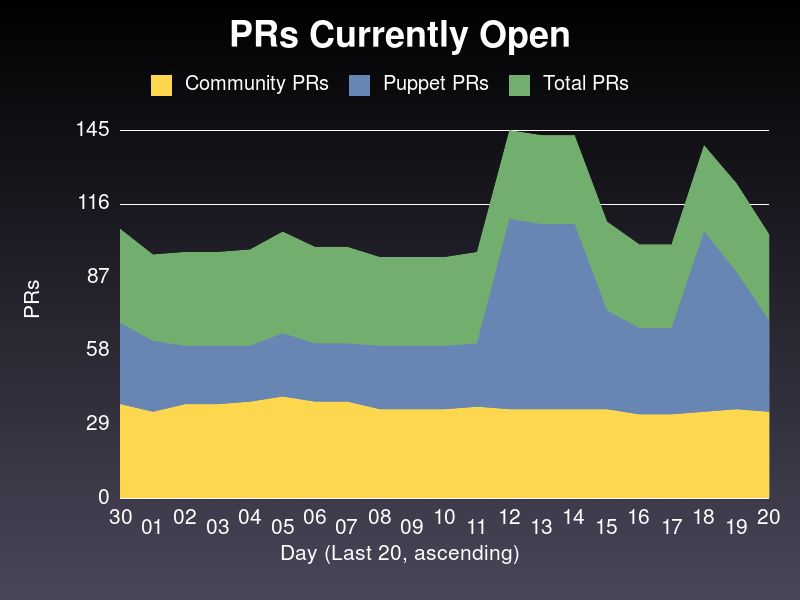 PRs Currently Open
Community PRs Puppet PRs Total PRs
145
116
87
58
29
0
PRs
30 01 02 03 04 05 06 07 08 09 10 11 12 13 14 15 16 17 18 19 20
Day (Last 20, ascending)